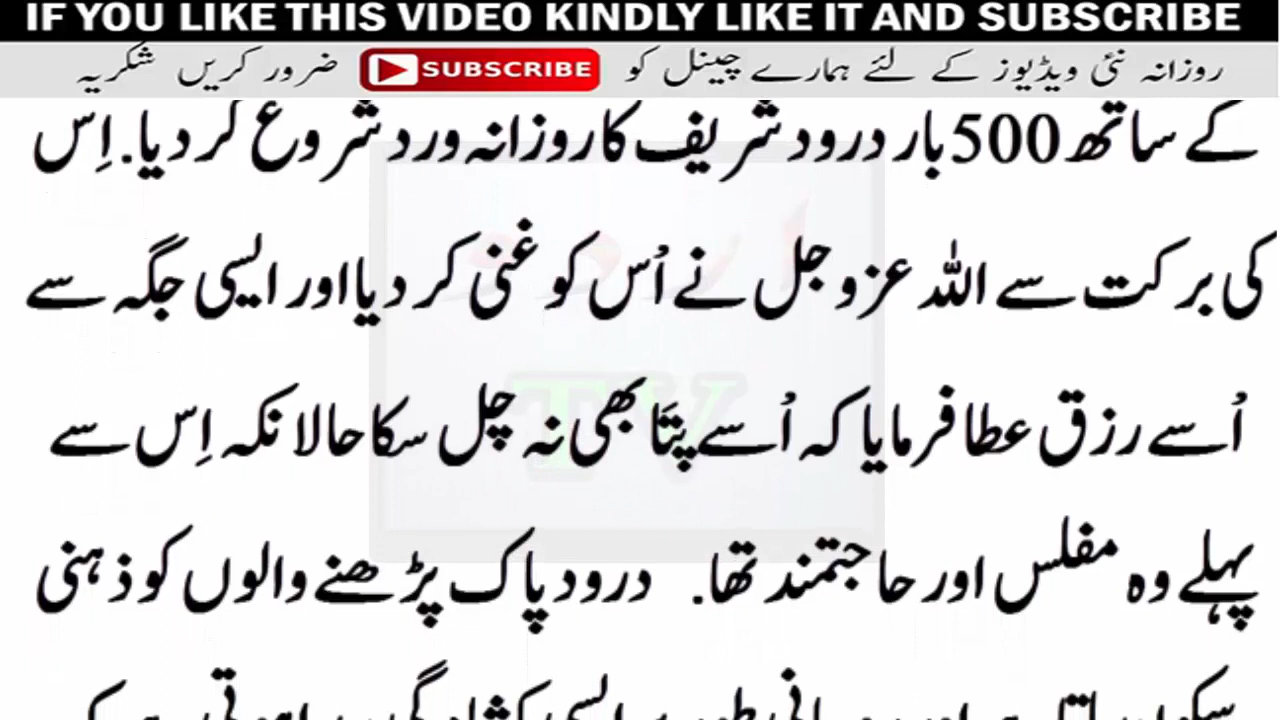 IF YOU LIKE THIS VIDEO KINDLY LIKE IT AND SUBSCRIBE
روزانہ نئی ویڈیوز کے لئے ہمارے چینل کو SUBSCRIBE ضرور کریں شکریہ
کے ساتھ 500 بار درود شریف کا روزانہ ورد شروع کر دیا. اِس
کی برکت سے اللہ عزوجل نے اُس کو غنی کر دیا اور ایسی جگہ سے
اُسے رزق عطا فرمایا کہ اُسے پتَا بھی نہ چل سکا حالانکہ اِس سے
پہلے وہ مفلس اور حاجتمند تھا. درود پاک پڑھنے والوں کو ذہنی
TV